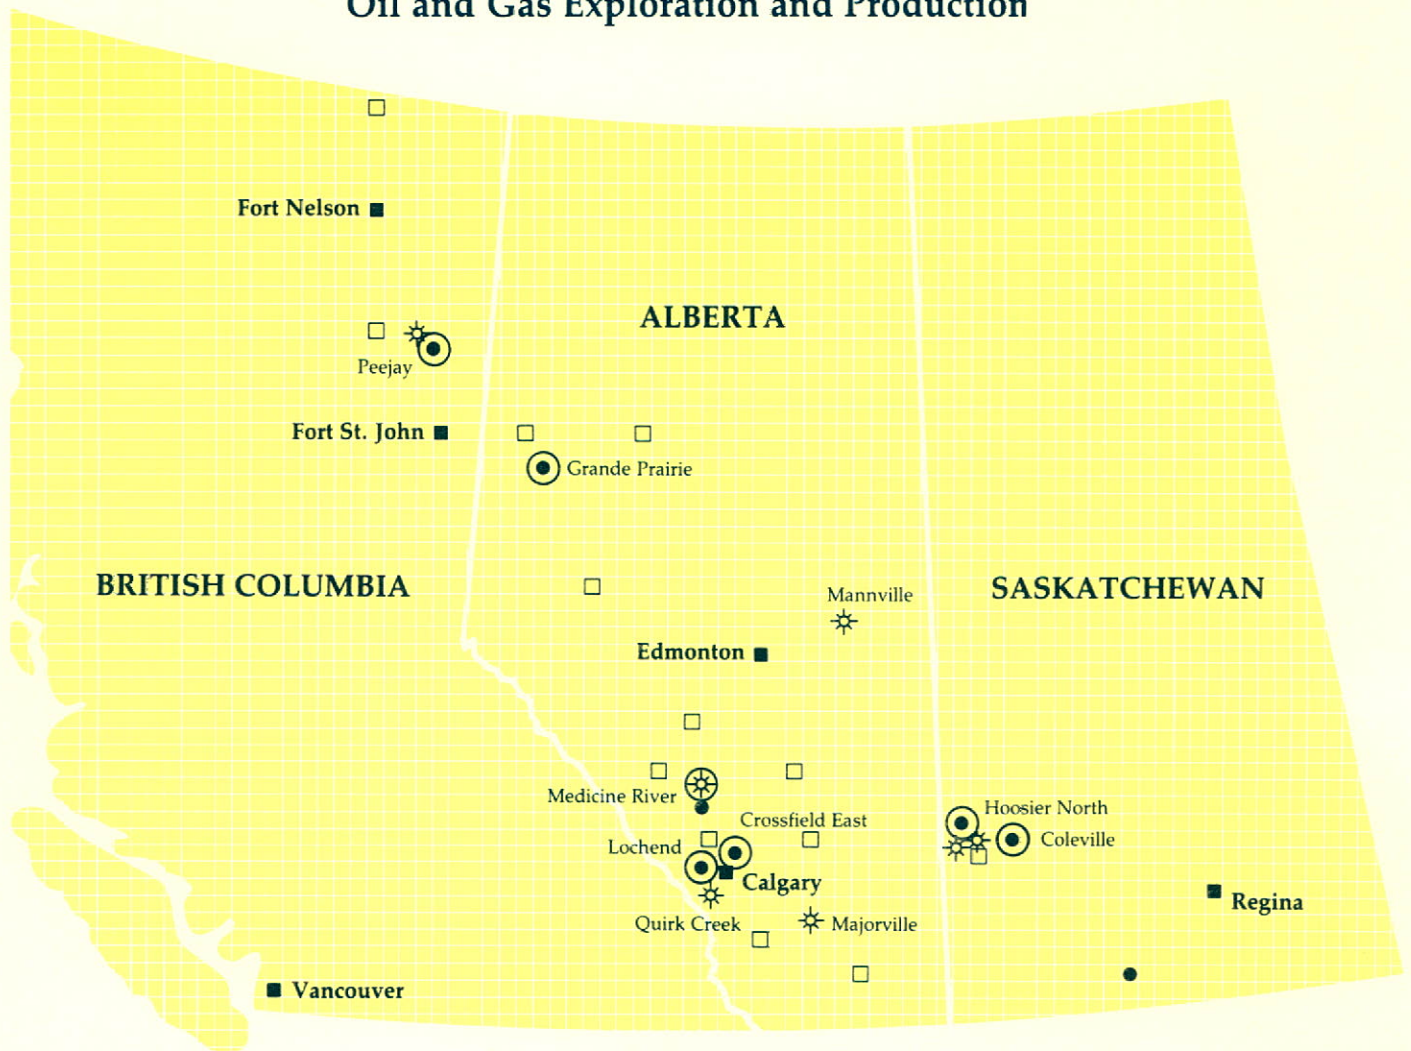 Oil and Gas Exploration and Production
Fort Nelson
ALBERTA
Peejay
Fort St. John
Grande Prairie
BRITISH COLUMBIA
SASKATCHEWAN
Mannville
Edmonton
Medicine River
Hoosier North
Crossfield East
Coleville
Lochend
Calgary
Regina
Quirk Creek
Majorville
Vancouver